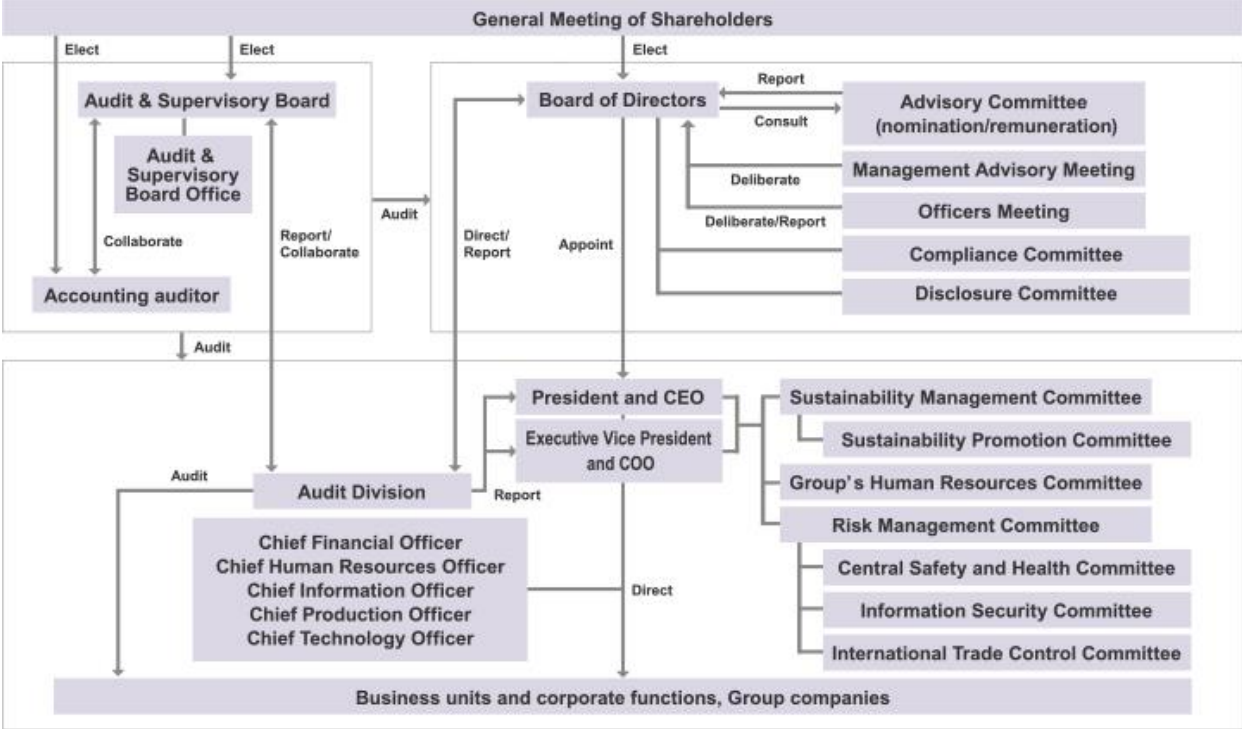 General Meeting of Shareholders
Elect
Elect
Elect
Audit & Supervisory Board
Audit &
Supervisory
Board Office
Collaborate
Report/
Collaborate
Accounting auditor
Audit
Audit
Board of Directors
Report
Consult
Advisory Committee
(nomination/remuneration)
Deliberate
Management Advisory Meeting
Deliberate/Report
Officers Meeting
Compliance Committee
Disclosure Committee
Direct/
Report
Appoint
President and CEO
Executive Vice President
and COO
Sustainability Management Committee
Sustainability Promotion Committee
Group's Human Resources Committee
Risk Management Committee
Central Safety and Health Committee
Information Security Committee
International Trade Control Committee
Audit
Audit Division
Report
Chief Financial Officer
Chief Human Resources Officer
Chief Information Officer
Chief Production Officer
Chief Technology Officer
Direct
Business units and corporate functions, Group companies